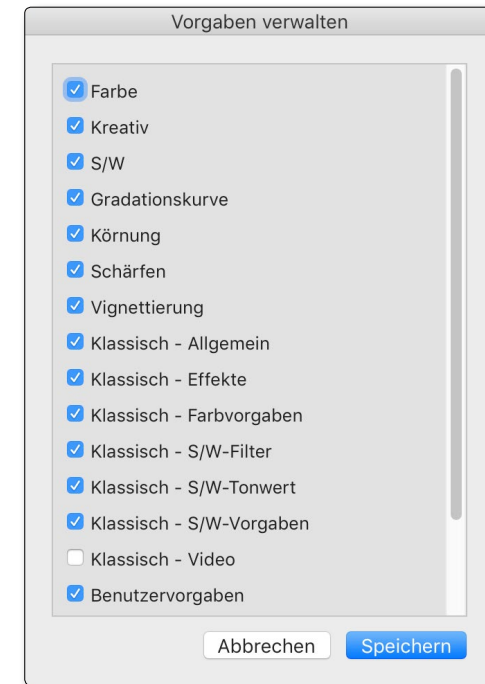 Vorgaben verwalten
Farbe
Kreativ
S/W
Gradationskurve
Körnung
Schärfen
Vignettierung
Klassisch - Allgemein
Klassisch - Effekte
Klassisch - Farbvorgaben
Klassisch - S/W-Filter
Klassisch - S/W-Tonwert
Klassisch - S/W-Vorgaben
Klassisch - Video
Benutzervorgaben
Abbrechen
Speichern